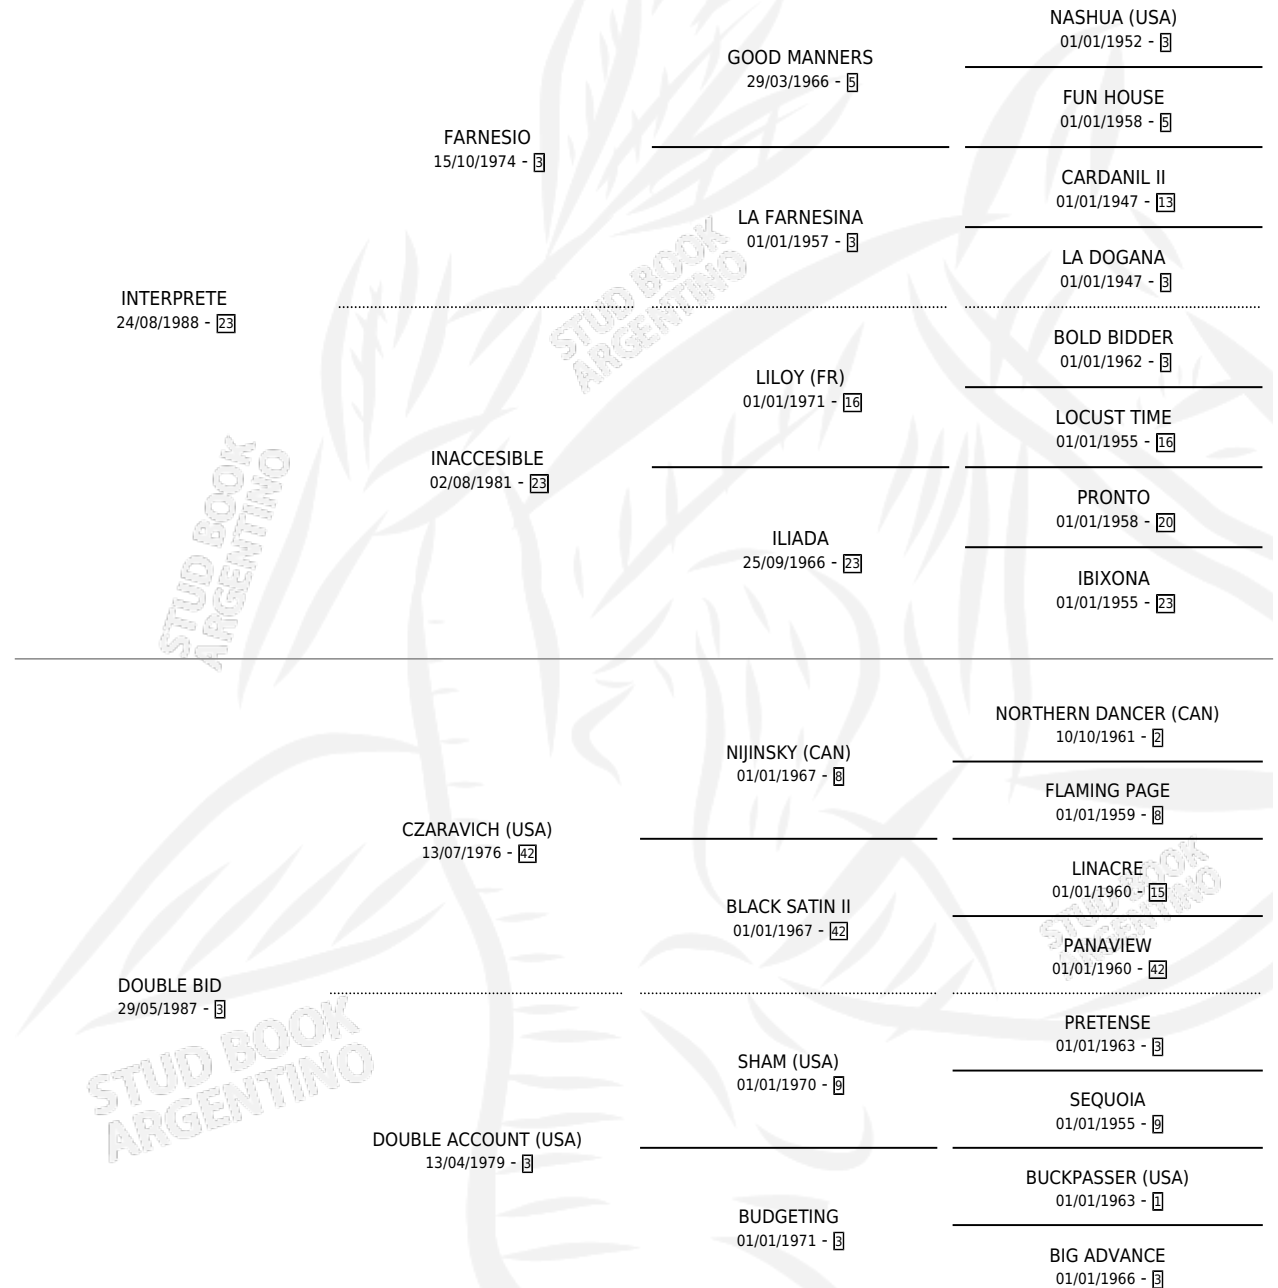 NASHUA (USA)
01/01/1952 - 3
GOOD MANNERS
29/03/1966 - 5
FUN HOUSE
01/01/1958 - 5
FARNESIO
15/10/1974 - 3
CARDANIL II
01/01/1947 - 13
LA FARNESINA
01/01/1957 - 3
LA DOGANA
01/01/1947 - 3
INTERPRETE
24/08/1988 - 23
BOLD BIDDER
01/01/1962 - 3
LILOY (FR)
01/01/1971 - 16
LOCUST TIME
01/01/1955 - 16
INACCESIBLE
02/08/1981 - 23
PRONTO
01/01/1958 - 20
ILIADA
25/09/1966 - 23
IBIXONA
01/01/1955 - 23
STUD BOOK
ARGENTINO
STUD BOOK
ARGENTINO
NORTHERN DANCER (CAN)
10/10/1961 - 2
NIJINSKY (CAN)
01/01/1967 - 8
FLAMING PAGE
01/01/1959 - 8
CZARAVICH (USA)
13/07/1976 - 42
LINACRE
01/01/1960 - 15
BLACK SATIN II
01/01/1967 - 42
PANAVIEW
01/01/1960 - 42
DOUBLE BID
29/05/1987 - 3
PRETENSE
01/01/1963 - 3
SHAM (USA)
01/01/1970 - 9
SEQUOIA
01/01/1955 - 9
DOUBLE ACCOUNT (USA)
13/04/1979 - 3
BUCKPASSER (USA)
01/01/1963 - 1
BUDGETING
01/01/1971 - 3
BIG ADVANCE
01/01/1966 - 3
STUD BOOK
ARGENTINO
STUD BOOK
ARGENTINO